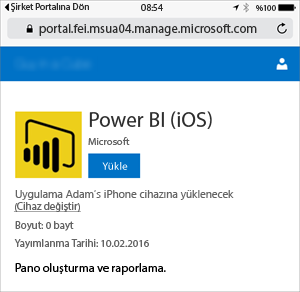 Şirket Portalına Dön 08:54 %100
portal.fei.msua04.manage.microsoft.com
Power BI (iOS)
Microsoft
Yükle
Uygulama Adam's iPhone cihazına yüklenecek
(Cihaz değiştir)
Boyut: 0 bayt
Yayımlanma Tarihi: 10.02.2016
Pano oluşturma ve raporlama.